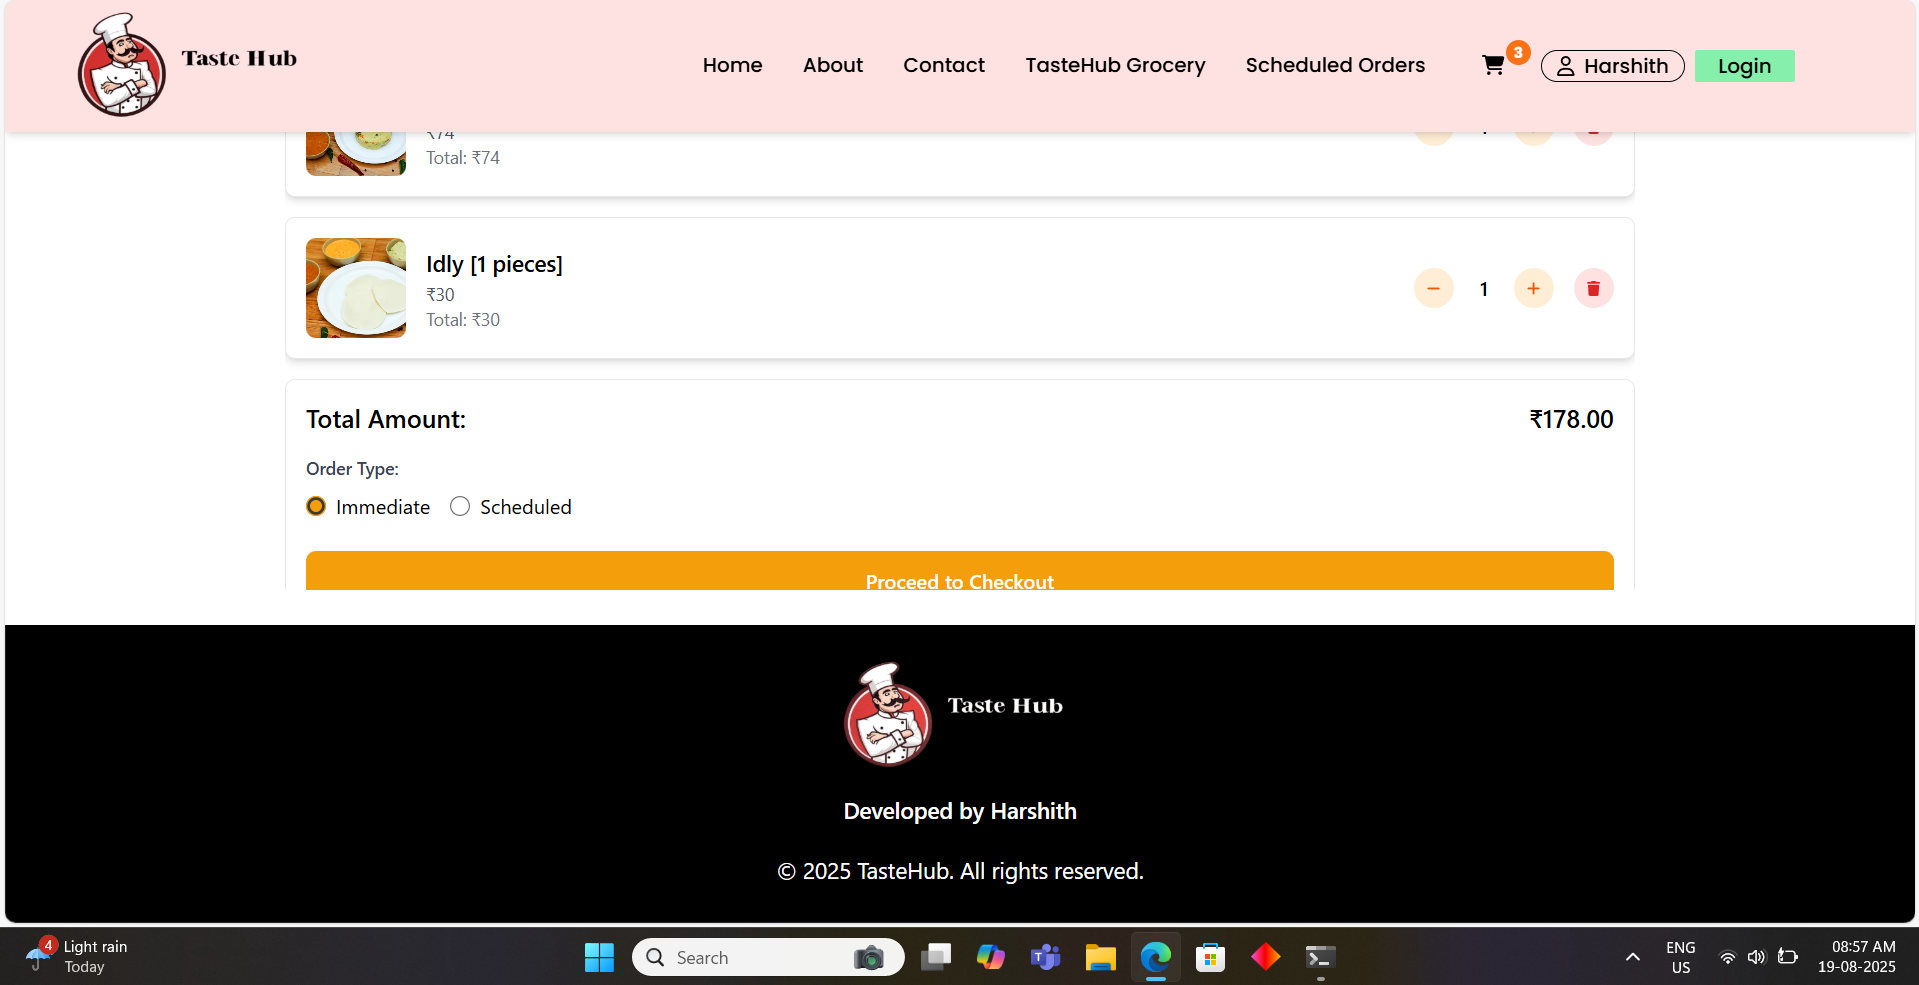 Taste Hub
Home About Contact TasteHub Grocery Scheduled Orders 3 Harshith Login
₹74
Total: ₹74
Idly [1 pieces]
₹30
Total: ₹30
1
Total Amount: ₹178.00
Order Type:
Immediate Scheduled
Proceed to Checkout
Taste Hub
Developed by Harshith
© 2025 TasteHub. All rights reserved.
4 Light rain
Today
Search
ENG
US
08:57 AM
19-08-2025